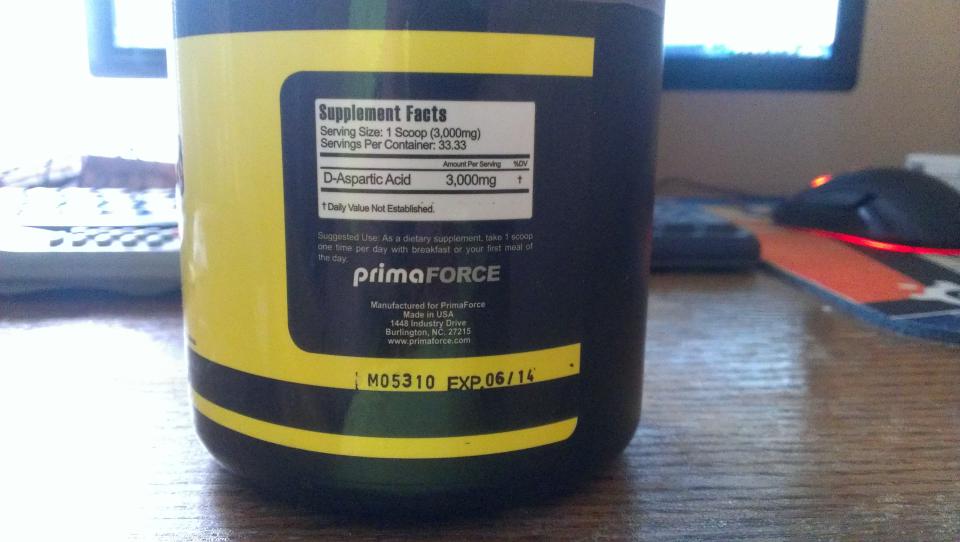 Supplement Facts
Serving Size: 1 Scoop (3,000mg)
Servings Per Container: 33.33
Amount Per Serving %DV
D-Aspartic Acid 3,000mg †
† Daily Value Not Established.
Suggested Use: As a dietary supplement, take 1 scoop
one time per day with breakfast or your first meal of
the day.
primaFORCE
Manufactured for PrimaForce
Made in USA
1448 Industry Drive
Burlington, NC. 27215
www.primaforce.com
M05310 EXP.06/14